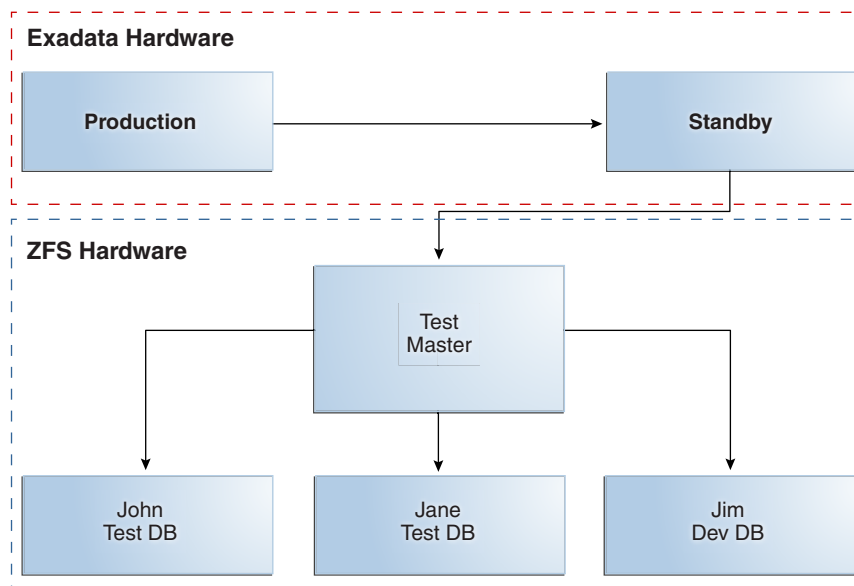 Exadata Hardware
Production
Standby
ZFS Hardware
Test
Master
John
Test DB
Jane
Test DB
Jim
Dev DB